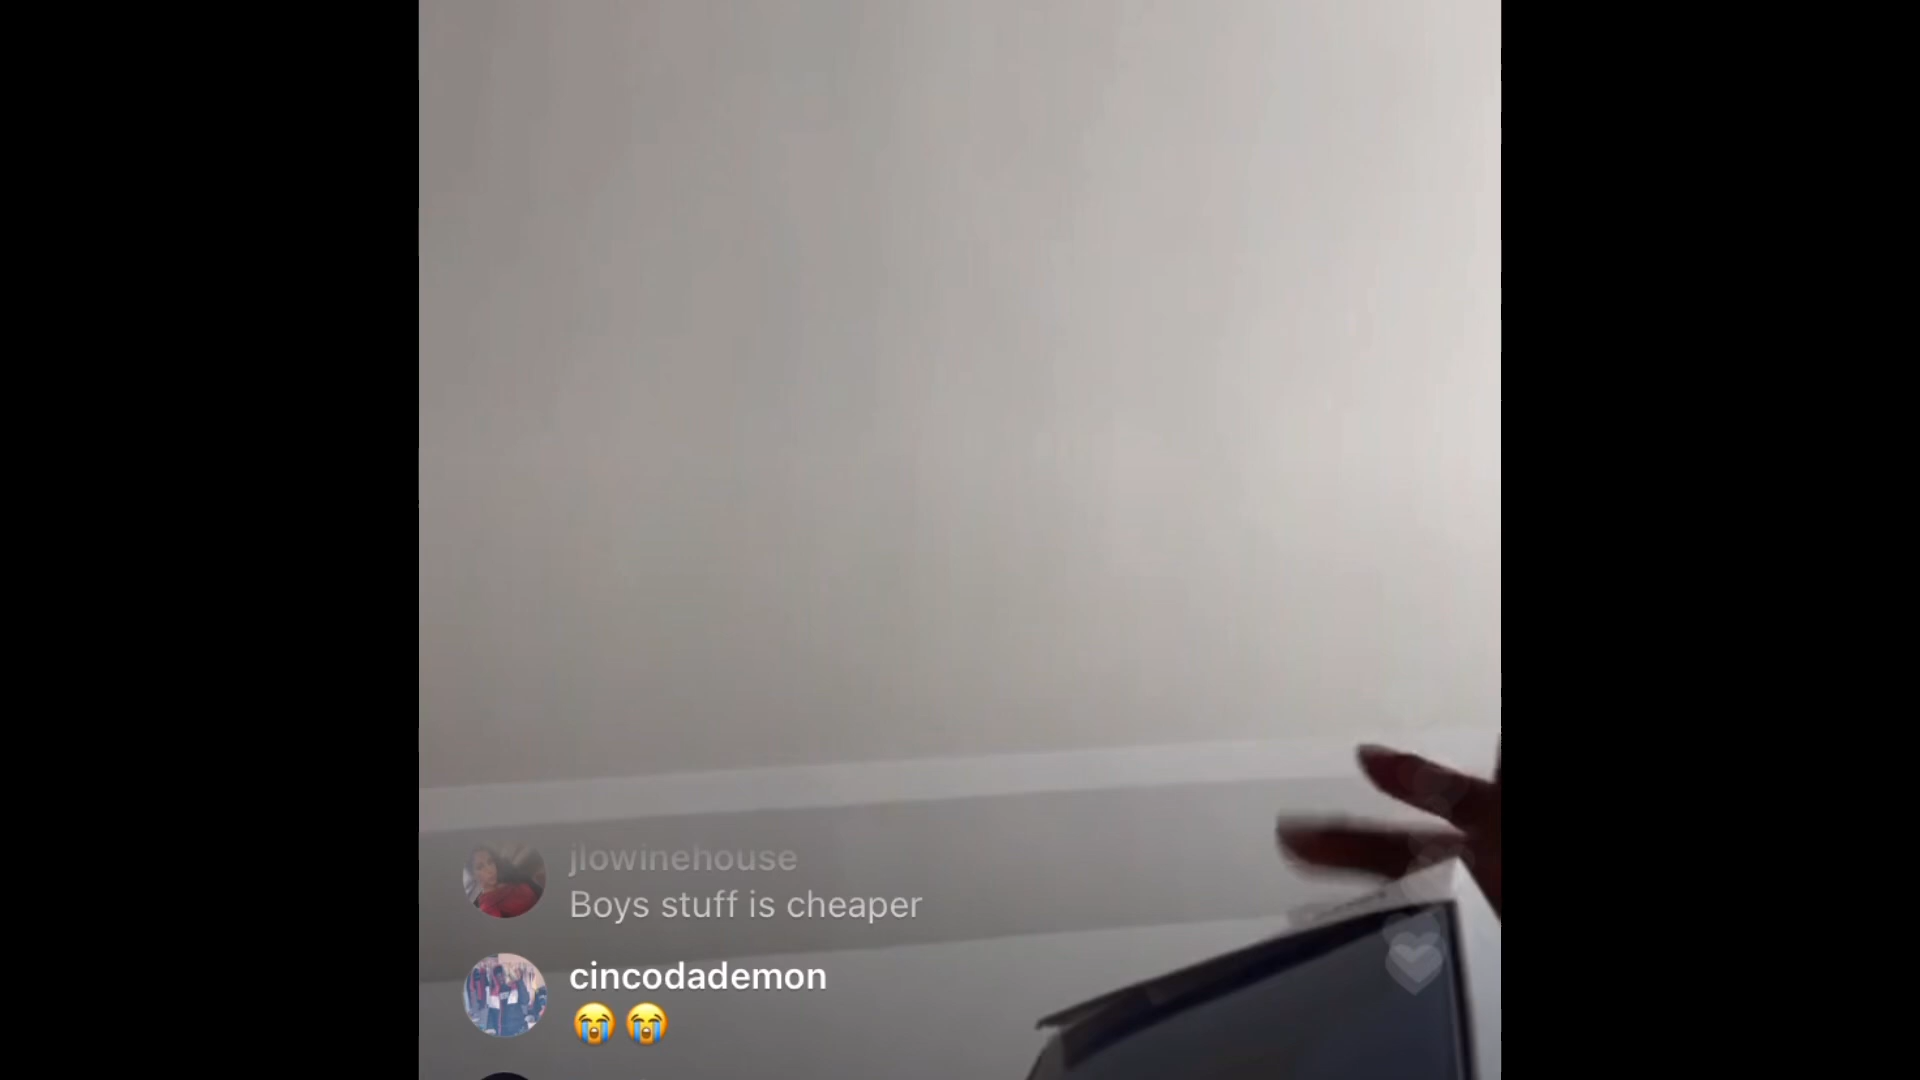 jlowinehouse
Boys stuff is cheaper
cincodademon
😭😭